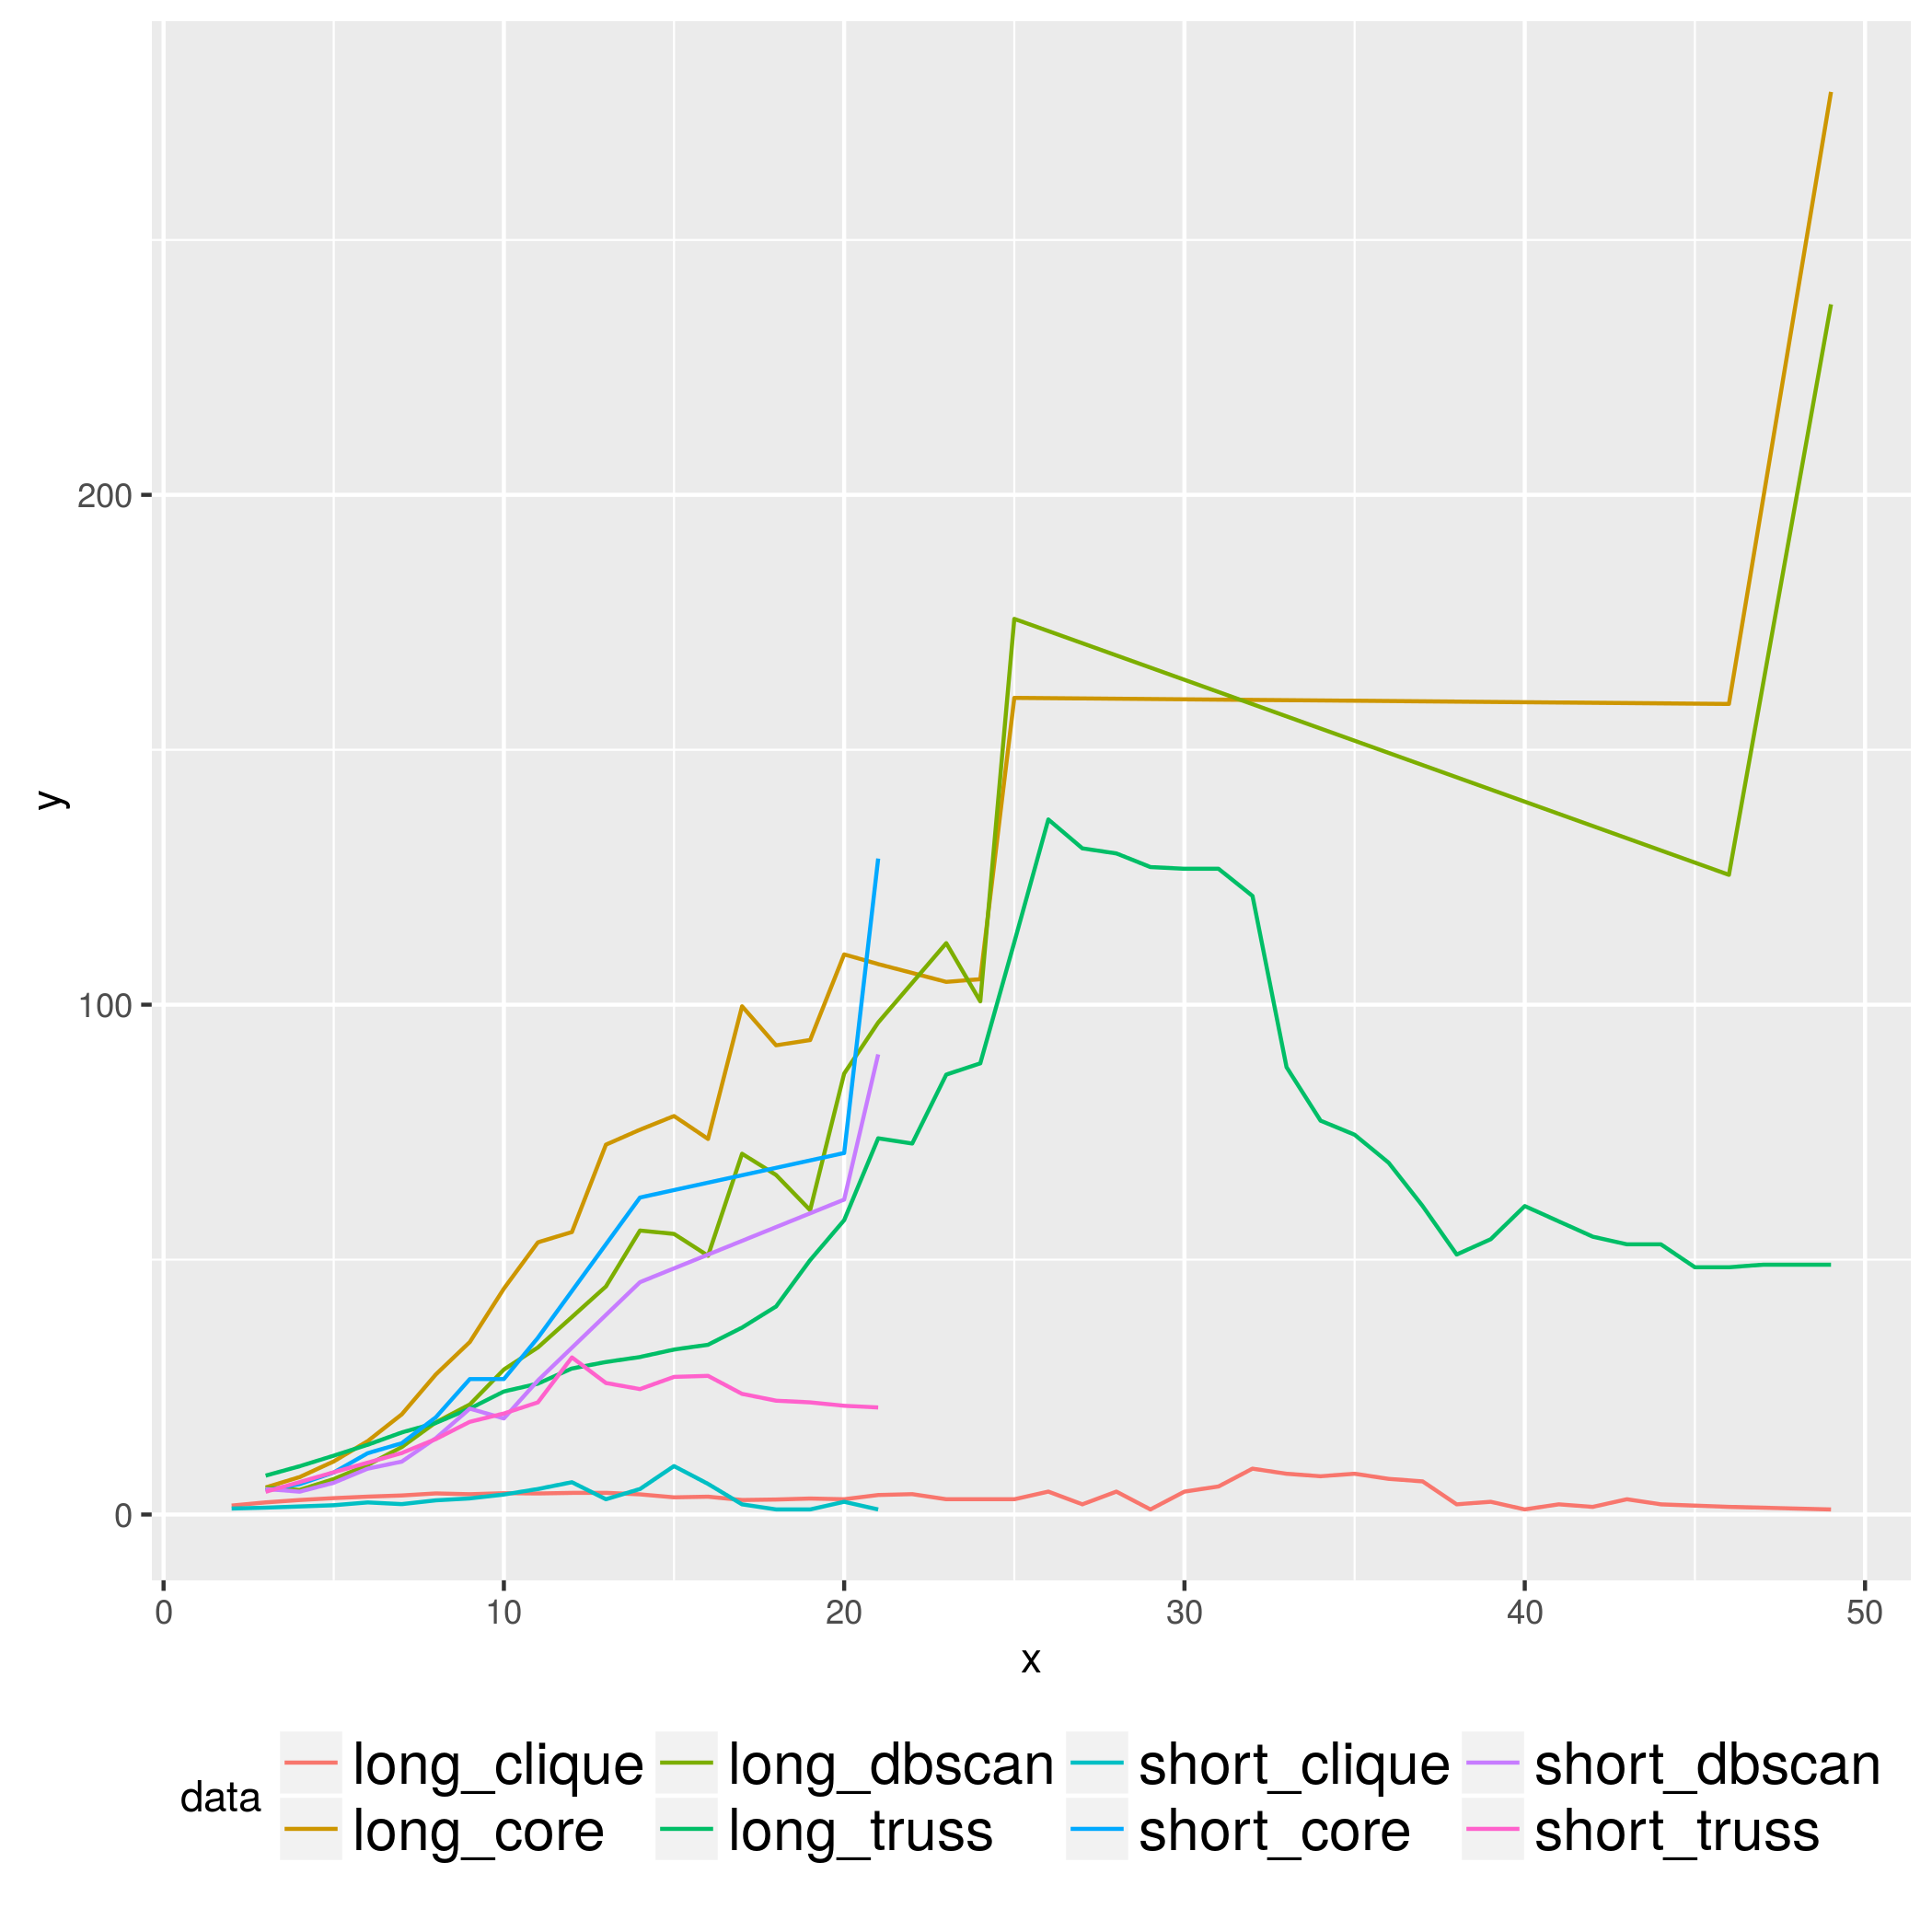 200
100
0
y
0 10 20 30 40 50
x
data
long_clique long_dbscan short_clique short_dbscan
long_core long_truss short_core short_truss